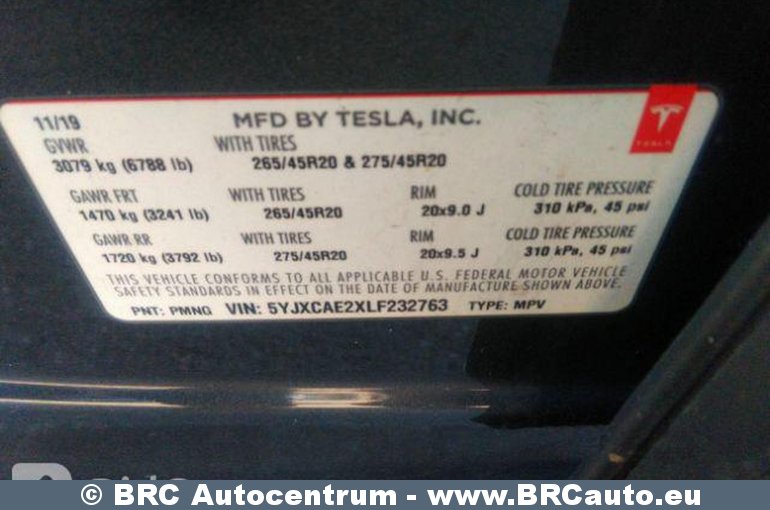 11/19 MFD BY TESLA, INC.
GVWR WITH TIRES
3079 kg (6788 lb) 265/45R20 & 275/45R20
TESLA
GAWR FRT WITH TIRES RIM COLD TIRE PRESSURE
1470 kg (3241 lb) 265/45R20 20x9.0 J 310 kPa, 45 psi
GAWR RR WITH TIRES RIM COLD TIRE PRESSURE
1720 kg (3792 lb) 275/45R20 20x9.5 J 310 kPa, 45 psi
THIS VEHICLE CONFORMS TO ALL APPLICABLE U.S. FEDERAL MOTOR VEHICLE
SAFETY STANDARDS IN EFFECT ON THE DATE OF MANUFACTURE SHOWN ABOVE.
PNT: PMNG VIN: 5YJXCAE2XLF232763 TYPE: MPV
© BRC Autocentrum - www.BRCauto.eu